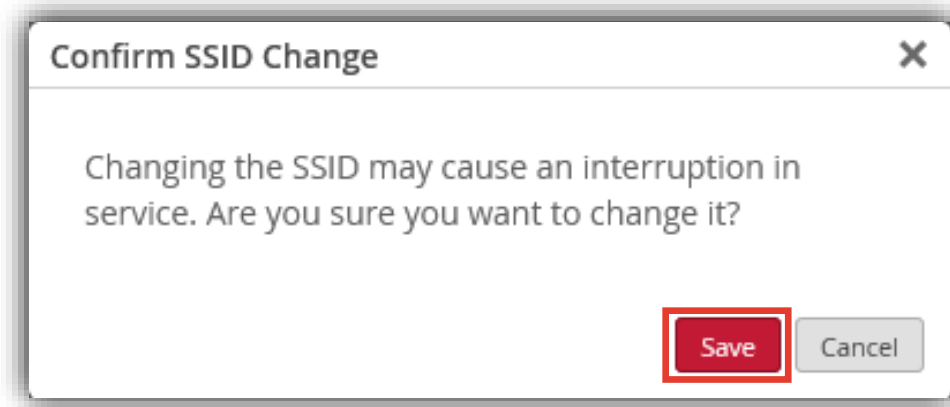 Confirm SSID Change
Changing the SSID may cause an interruption in
service. Are you sure you want to change it?
Save
Cancel